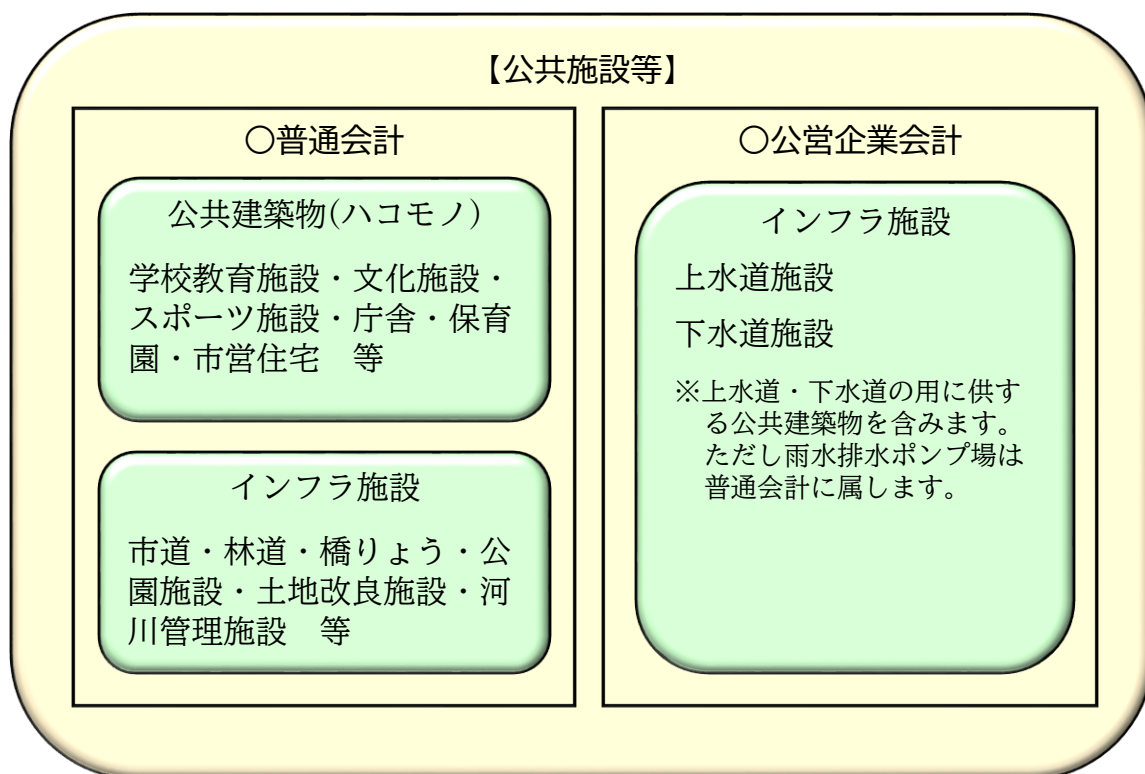 【公共施設等】
〇普通会計
公共建築物(ハコモノ)
学校教育施設・文化施設・
スポーツ施設・庁舎・保育
園・市営住宅　等
インフラ施設
市道・林道・橋りょう・公
園施設・土地改良施設・河
川管理施設　等
〇公営企業会計
インフラ施設
上水道施設
下水道施設
※上水道・下水道の用に供す
る公共建築物を含みます。
ただし雨水排水ポンプ場は
普通会計に属します。